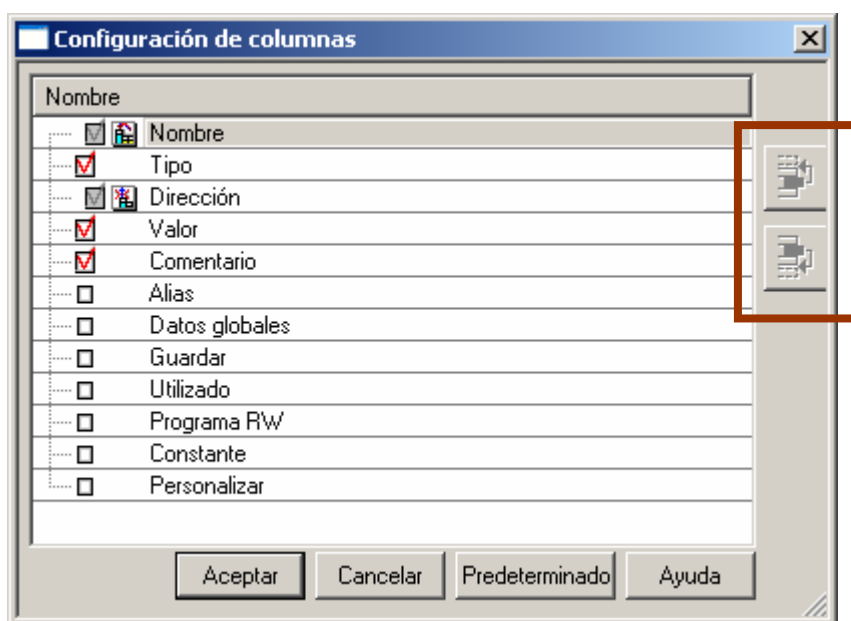 Configuración de columnas
Nombre
Nombre
Tipo
Dirección
Valor
Comentario
Alias
Datos globales
Guardar
Utilizado
Programa RW
Constante
Personalizar
Aceptar Cancelar Predeterminado Ayuda